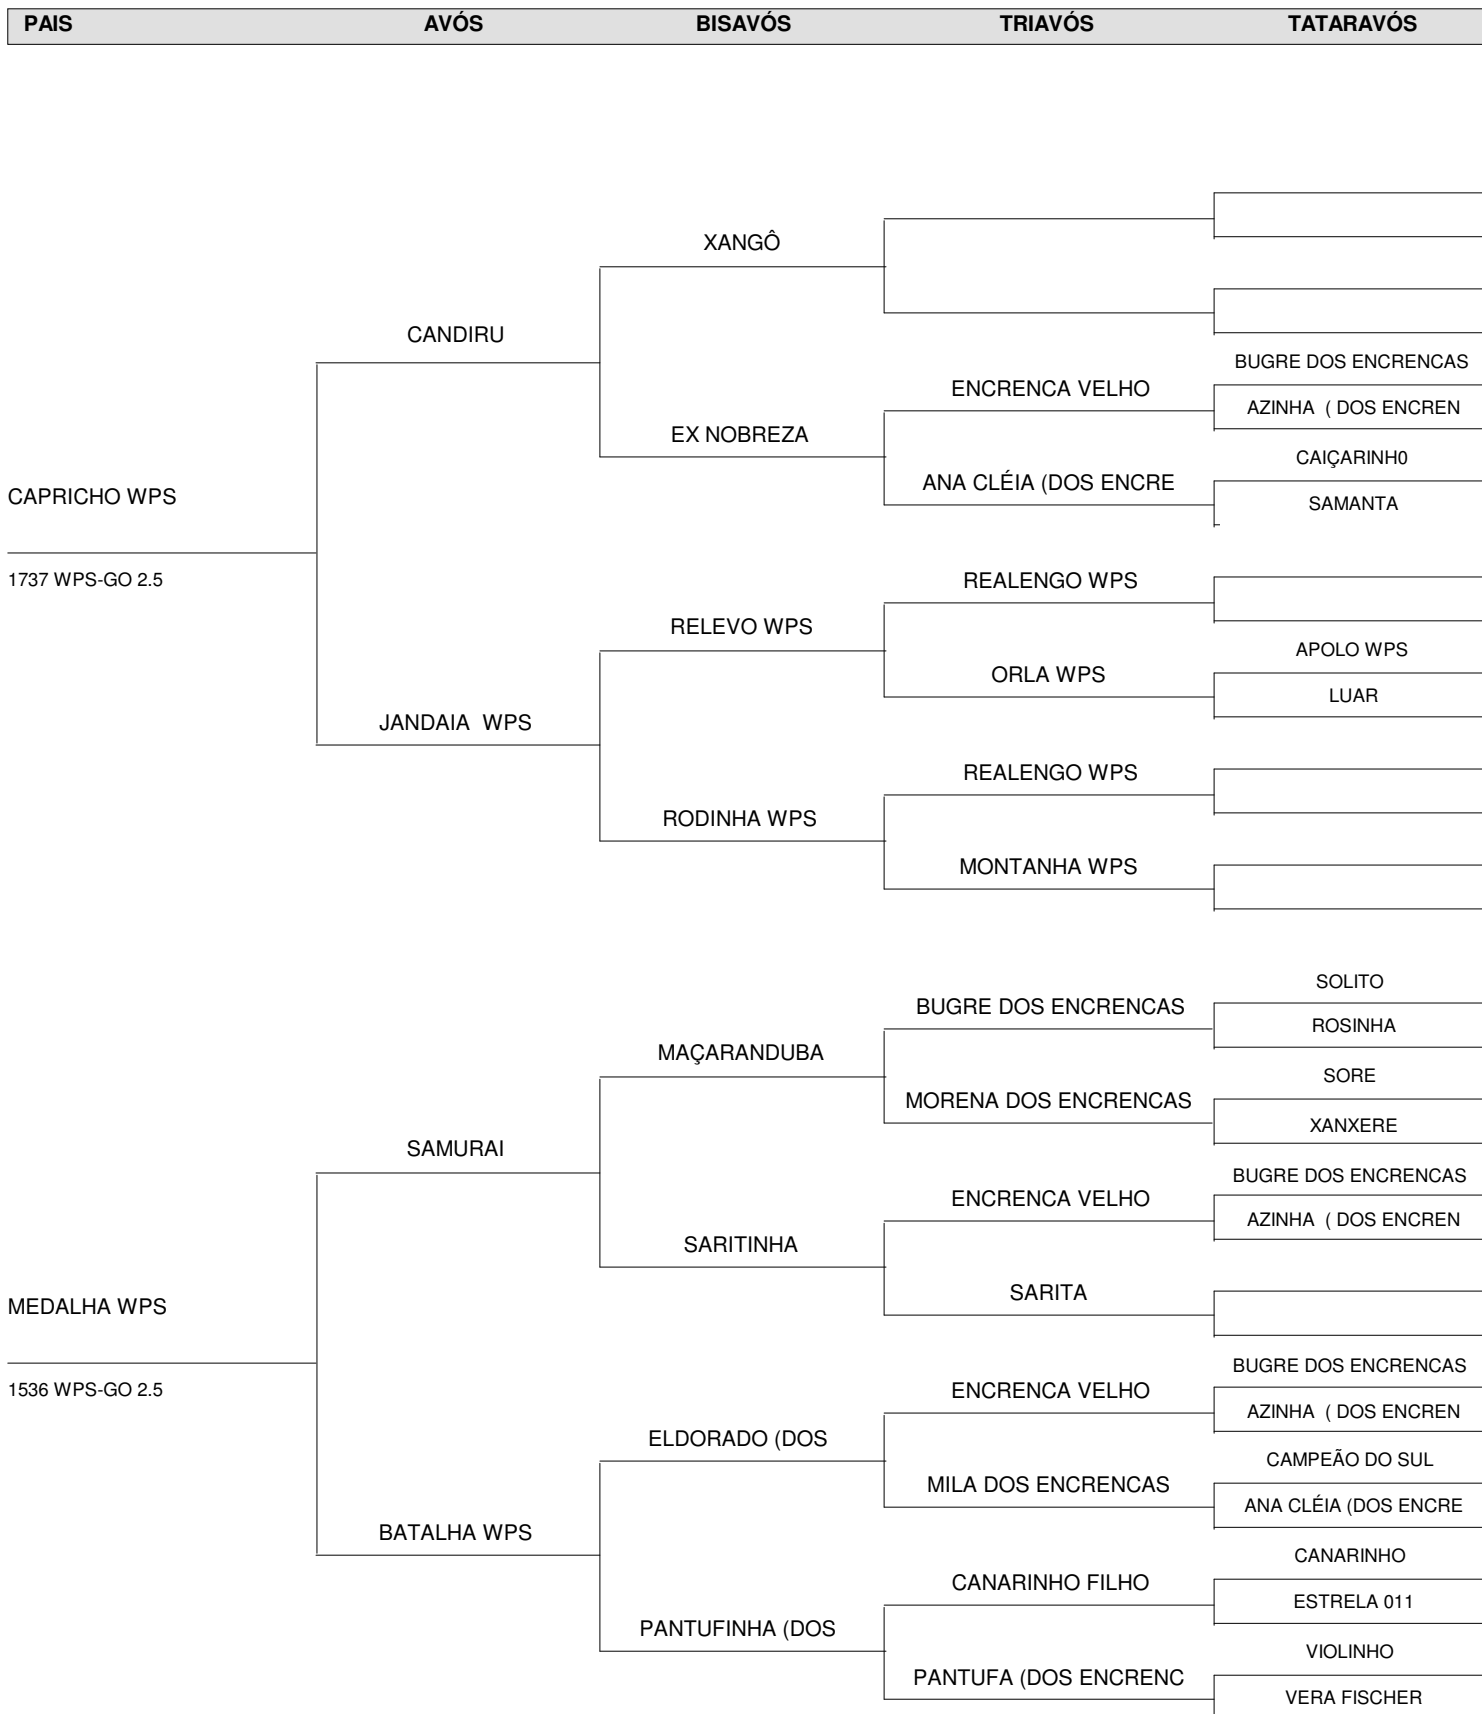 PAIS AVÓS BISAVÓS TRIAVÓS TATARAVÓS
XANGÔ
CANDIRU
BUGRE DOS ENCRENCAS
ENCRENCA VELHO
AZINHA ( DOS ENCREN
EX NOBREZA
CAIÇARINH0
ANA CLÉIA (DOS ENCRE
CAPRICHO WPS
SAMANTA
1737 WPS-GO 2.5
REALENGO WPS
RELEVO WPS
APOLO WPS
ORLA WPS
LUAR
JANDAIA WPS
REALENGO WPS
RODINHA WPS
MONTANHA WPS
SOLITO
BUGRE DOS ENCRENCAS
ROSINHA
MAÇARANDUBA
SORE
MORENA DOS ENCRENCAS
XANXERE
SAMURAI
BUGRE DOS ENCRENCAS
ENCRENCA VELHO
AZINHA ( DOS ENCREN
SARITINHA
SARITA
MEDALHA WPS
BUGRE DOS ENCRENCAS
1536 WPS-GO 2.5
ENCRENCA VELHO
AZINHA ( DOS ENCREN
ELDORADO (DOS
CAMPEÃO DO SUL
MILA DOS ENCRENCAS
ANA CLÉIA (DOS ENCRE
BATALHA WPS
CANARINHO
CANARINHO FILHO
ESTRELA 011
PANTUFINHA (DOS
VIOLINHO
PANTUFA (DOS ENCRENC
VERA FISCHER